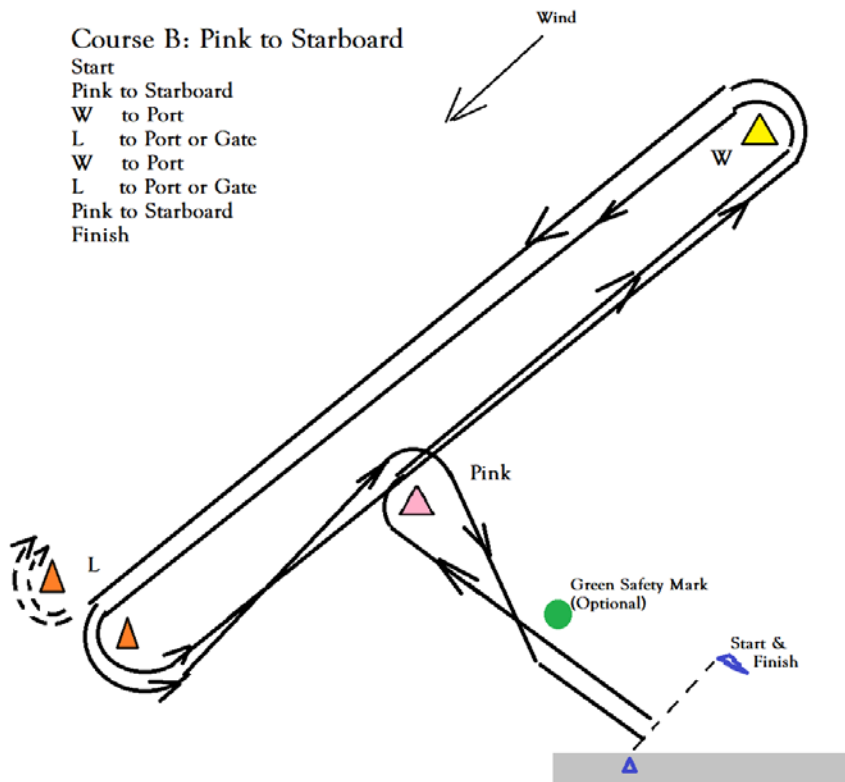 Wind
Course B: Pink to Starboard
Start
Pink to Starboard
W to Port
L to Port or Gate
W to Port
L to Port or Gate
Pink to Starboard
Finish
W
Pink
L
Green Safety Mark
(Optional)
Start &
Finish